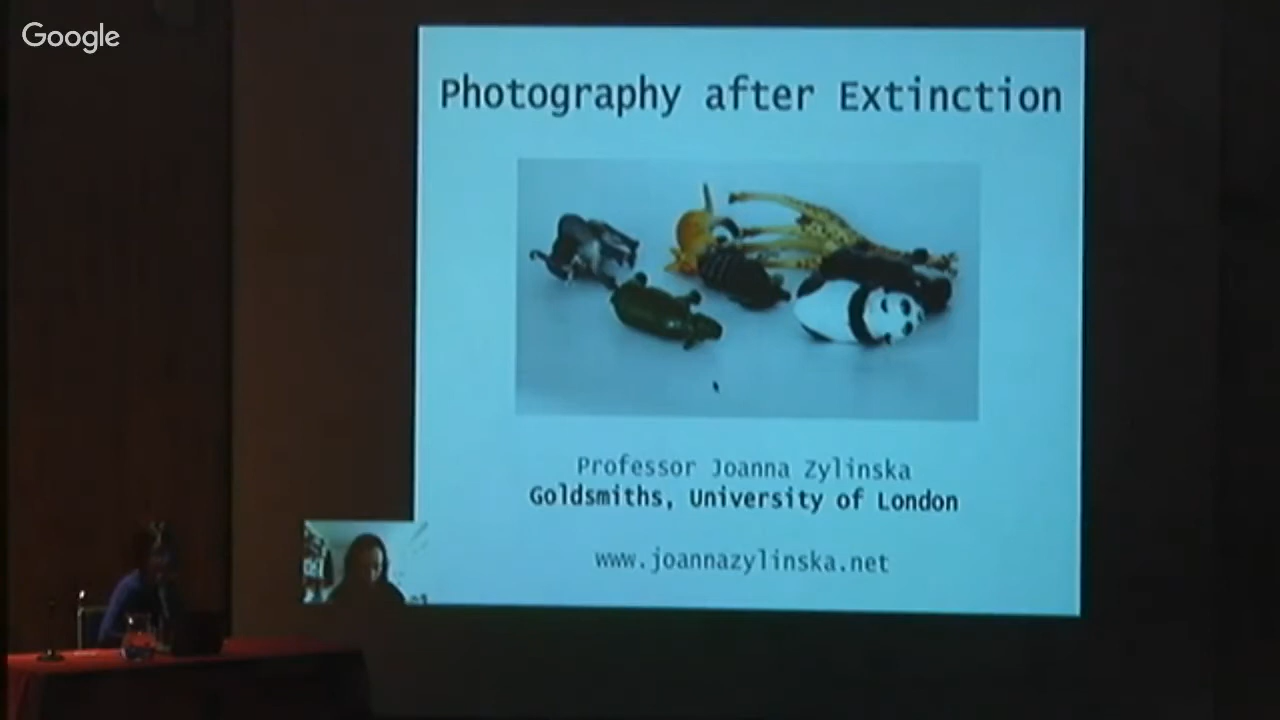 Google
Photography after Extinction
Professor Joanna Zylinska
Goldsmiths, University of London
www.joannazylinska.net